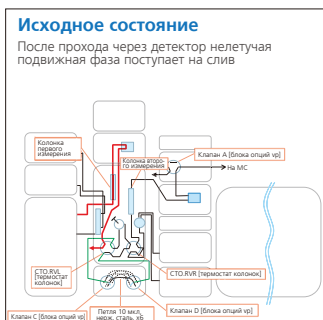 Исходное состояние
После прохода через детектор нелетучая
подвижная фаза поступает на слив
Колонка
первого
измерения
Колонка второ-
го измерения
Клапан A [блока опций vp]
На МС
СТО.RVL
[термостат
колонок]
СТО.RVR [термостат колонок]
Клапан C [блока опций vp]
Петля 10 мкл,
нерж. сталь, x6
Клапан D [блока опций vp]